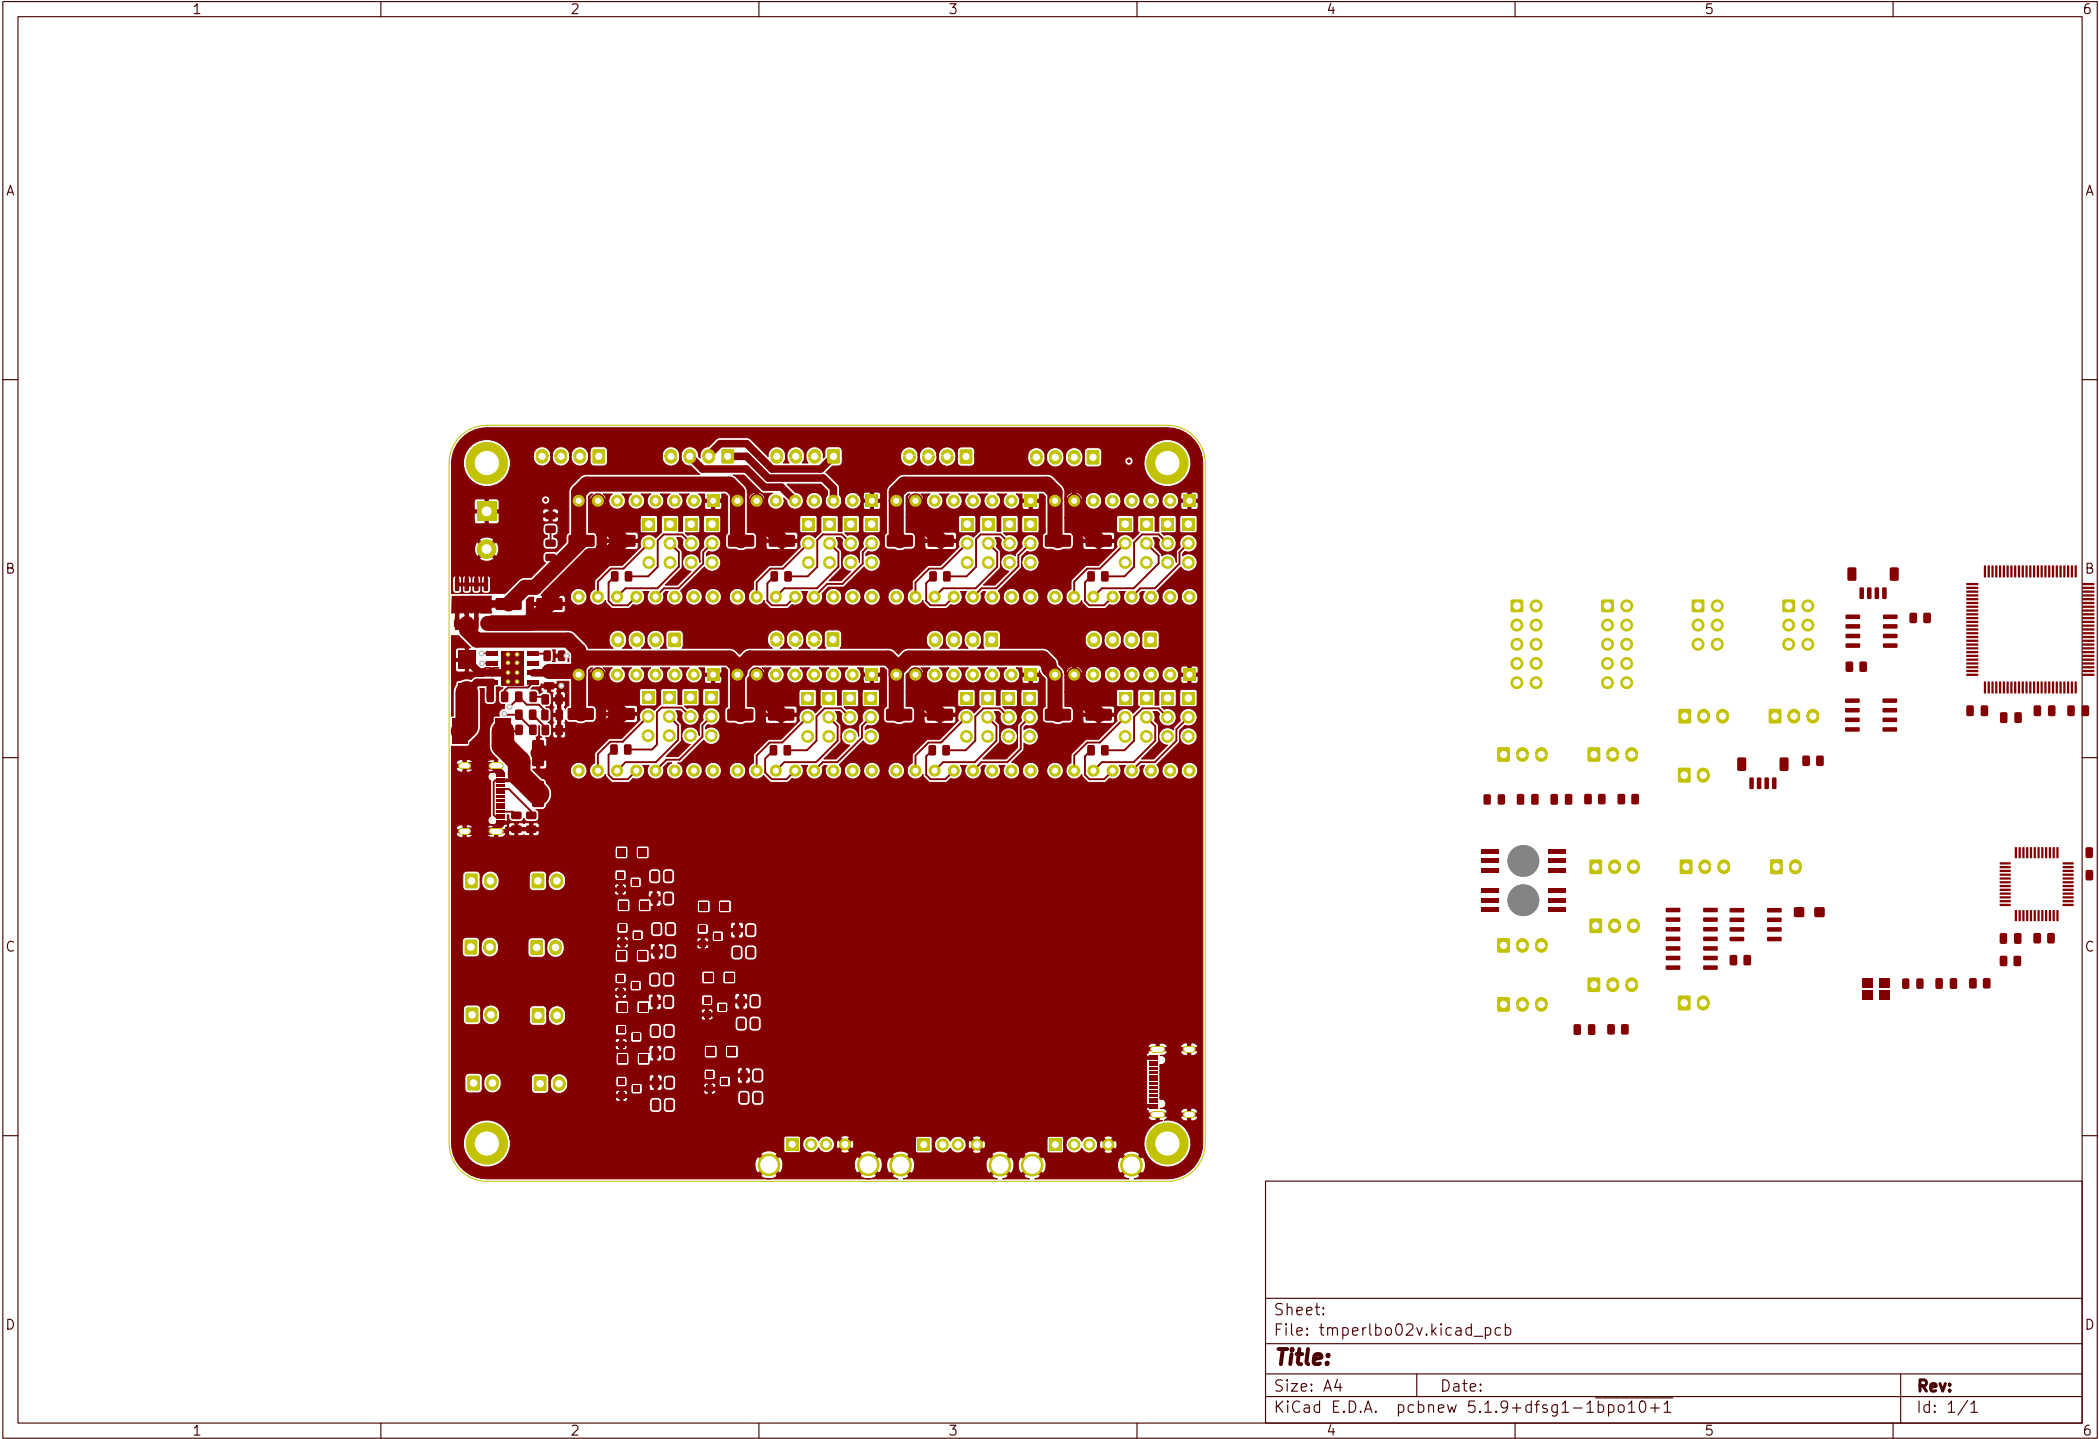 1 2 3 4 5 6
A A
B B
C C
D D
Sheet:
File: tmperlbo02v.kicad_pcb
Title:
Size: A4 Date: Rev:
KiCad E.D.A. pcbnew 5.1.9+dfsg1-1bpo10+1 Id: 1/1
1 2 3 4 5 6